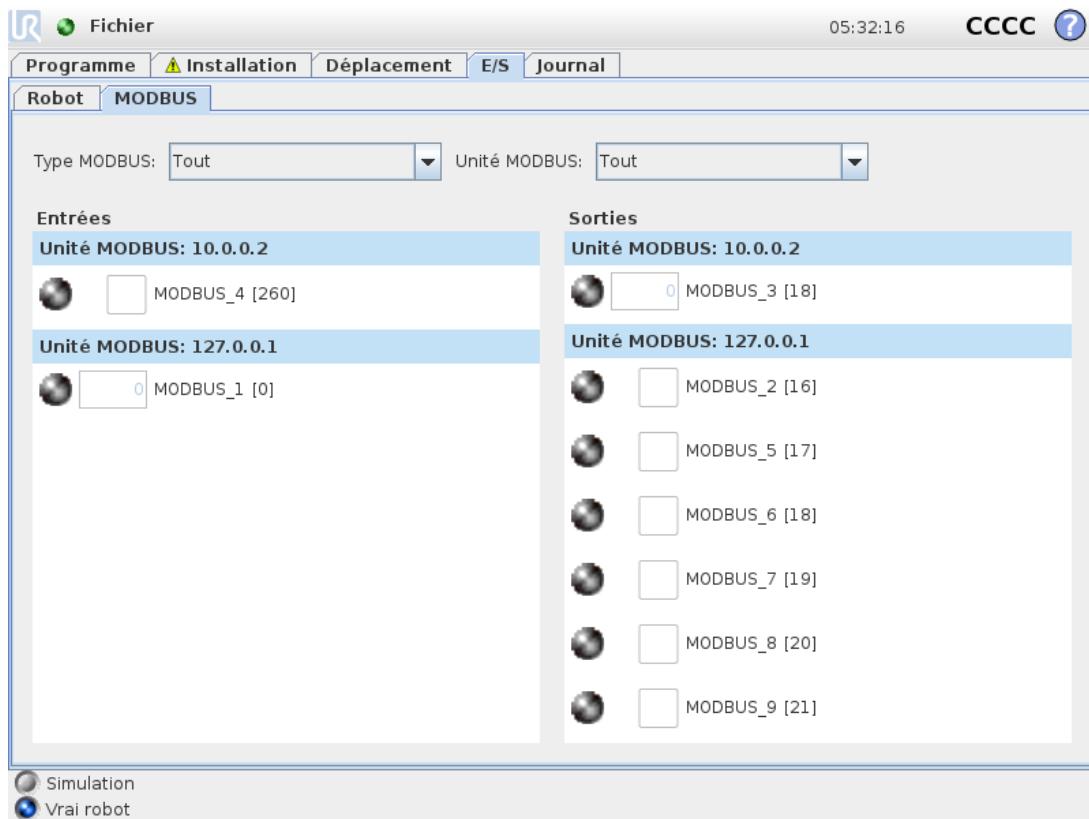 UR Fichier 05:32:16 CCCC ?
Programme Installation Déplacement E/S Journal
Robot MODBUS
Type MODBUS: Tout Unité MODBUS: Tout
Entrées
Unité MODBUS: 10.0.0.2
MODBUS_4 [260]
Unité MODBUS: 127.0.0.1
0 MODBUS_1 [0]
Sorties
Unité MODBUS: 10.0.0.2
0 MODBUS_3 [18]
Unité MODBUS: 127.0.0.1
MODBUS_2 [16]
MODBUS_5 [17]
MODBUS_6 [18]
MODBUS_7 [19]
MODBUS_8 [20]
MODBUS_9 [21]
Simulation
Vrai robot